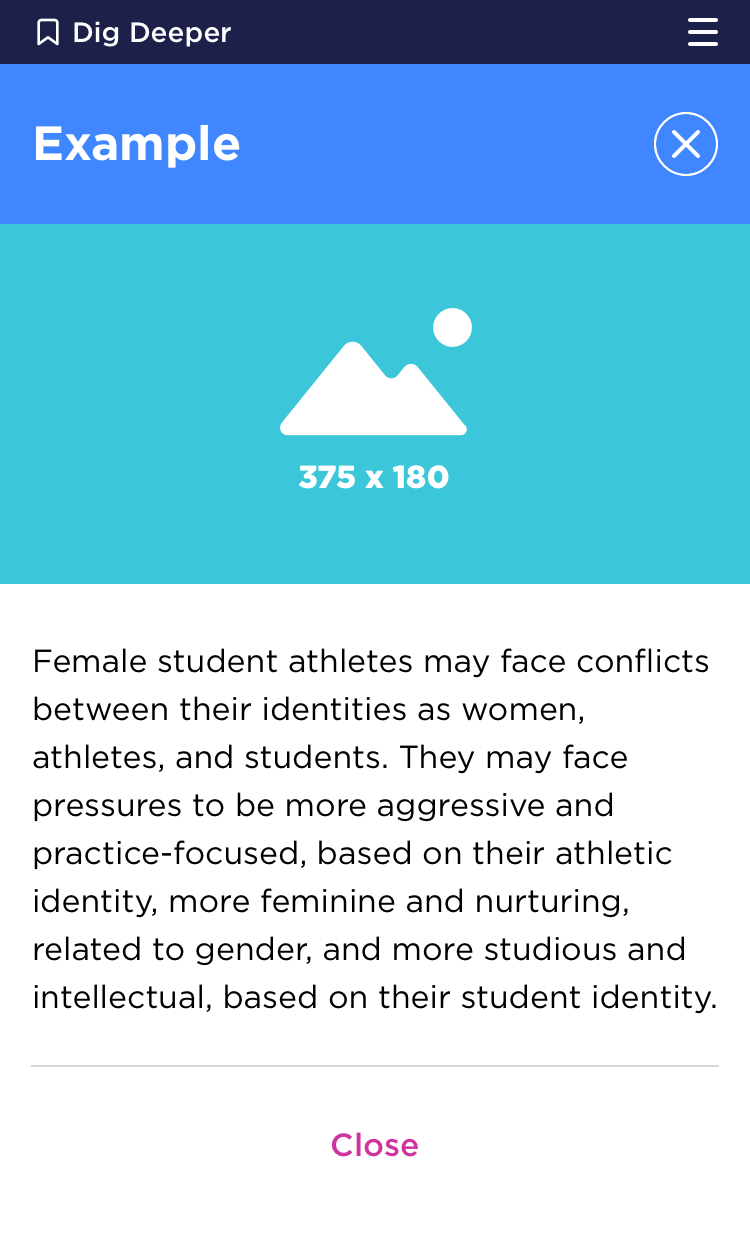 Dig Deeper
Example
375 x 180
Female student athletes may face conflicts
between their identities as women,
athletes, and students. They may face
pressures to be more aggressive and
practice-focused, based on their athletic
identity, more feminine and nurturing,
related to gender, and more studious and
intellectual, based on their student identity.
Close